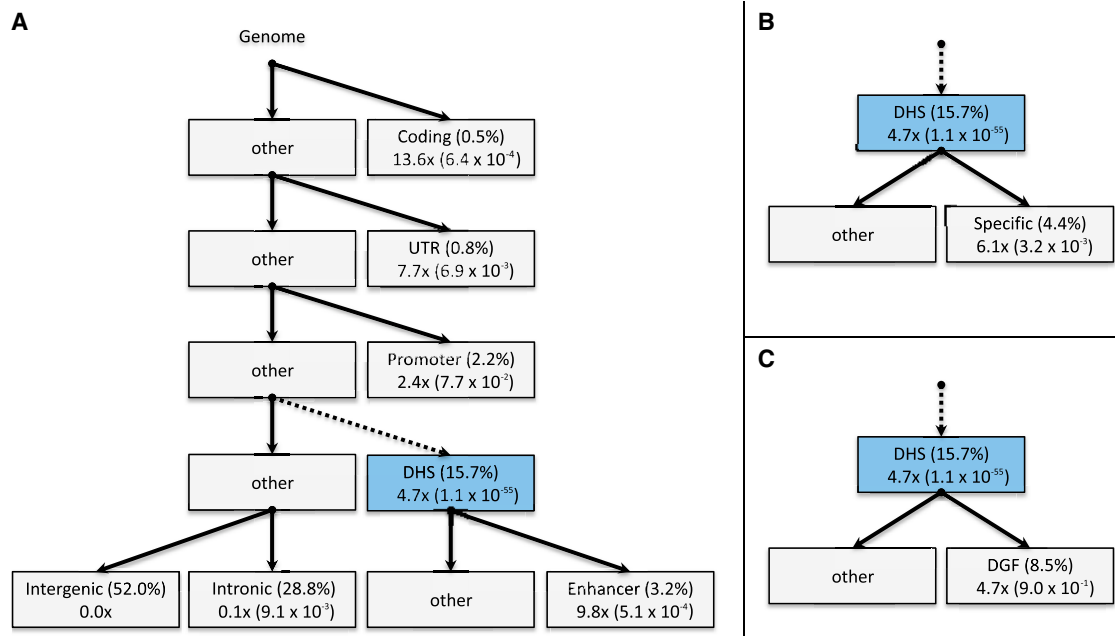 A
Genome
other
Coding (0.5%)
13.6x (6.4 x 10⁻⁴)
other
UTR (0.8%)
7.7x (6.9 x 10⁻³)
other
Promoter (2.2%)
2.4x (7.7 x 10⁻²)
other
DHS (15.7%)
4.7x (1.1 x 10⁻⁵⁵)
Intergenic (52.0%)
0.0x
Intronic (28.8%)
0.1x (9.1 x 10⁻³)
other
Enhancer (3.2%)
9.8x (5.1 x 10⁻⁴)
B
DHS (15.7%)
4.7x (1.1 x 10⁻⁵⁵)
other
Specific (4.4%)
6.1x (3.2 x 10⁻³)
C
DHS (15.7%)
4.7x (1.1 x 10⁻⁵⁵)
other
DGF (8.5%)
4.7x (9.0 x 10⁻¹)